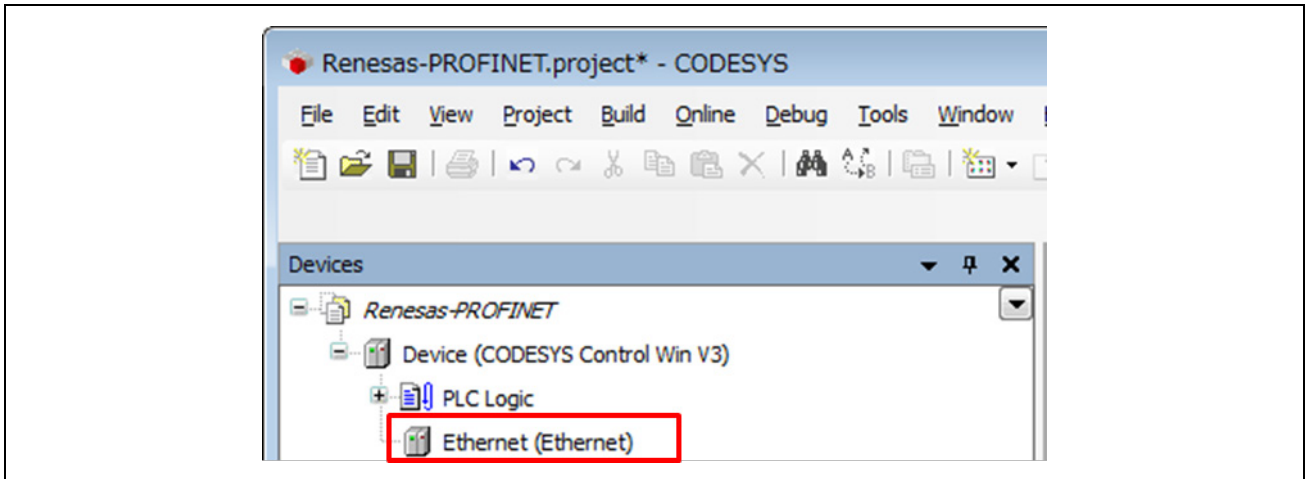 Renesas-PROFINET.project* - CODESYS
File Edit View Project Build Online Debug Tools Window
Devices
Renesas-PROFINET
Device (CODESYS Control Win V3)
PLC Logic
Ethernet (Ethernet)